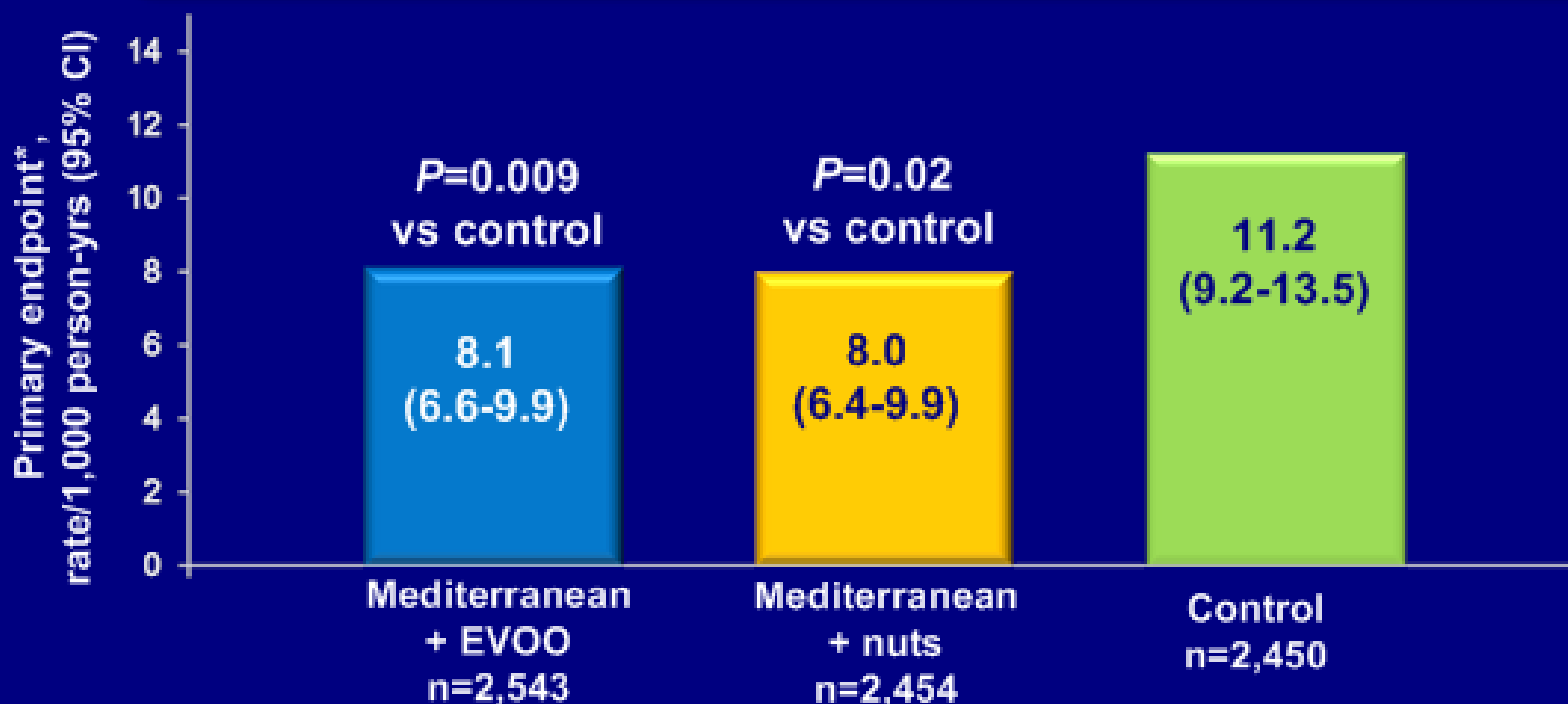 Primary endpoint*,
rate/1,000 person-yrs (95% CI)
14
12
10
8
6
4
2
0
P=0.009
vs control
P=0.02
vs control
8.1
(6.6-9.9)
8.0
(6.4-9.9)
11.2
(9.2-13.5)
Mediterranean
+ EVOO
n=2,543
Mediterranean
+ nuts
n=2,454
Control
n=2,450